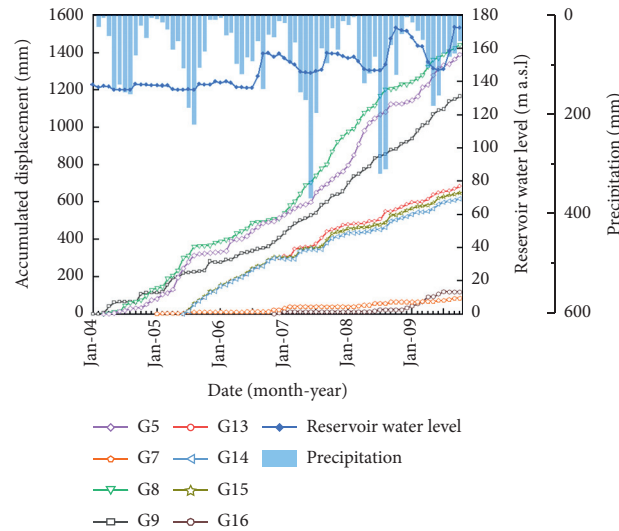 1600
1400
1200
1000
800
600
400
200
0
Accumulated displacement (mm)
180
160
140
120
100
80
60
40
20
0
Reservoir water level (m a.s.l)
0
200
400
600
Precipitation (mm)
Jan-04
Jan-05
Jan-06
Jan-07
Jan-08
Jan-09
Date (month-year)
G5 G13 Reservoir water level
G7 G14 Precipitation
G8 G15
G9 G16